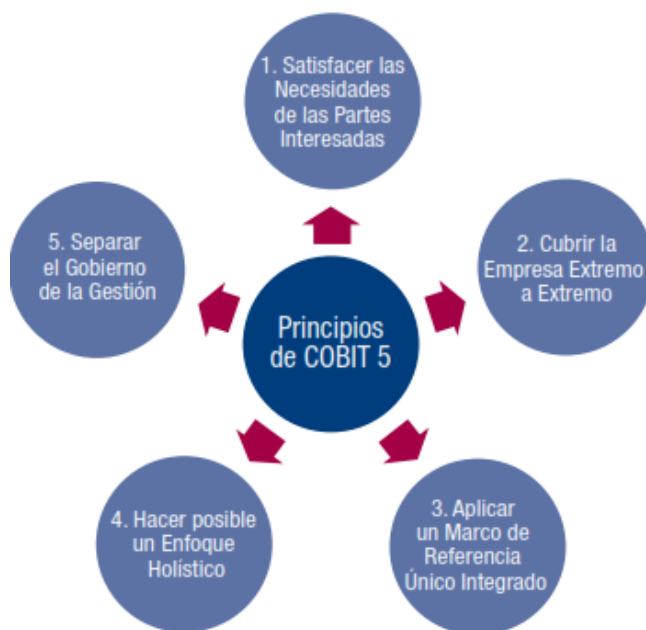 1. Satisfacer las
Necesidades
de las Partes
Interesadas
5. Separar
el Gobierno
de la Gestión
2. Cubrir la
Empresa Extremo
a Extremo
Principios
de COBIT 5
4. Hacer posible
un Enfoque
Holístico
3. Aplicar
un Marco de
Referencia
Único Integrado